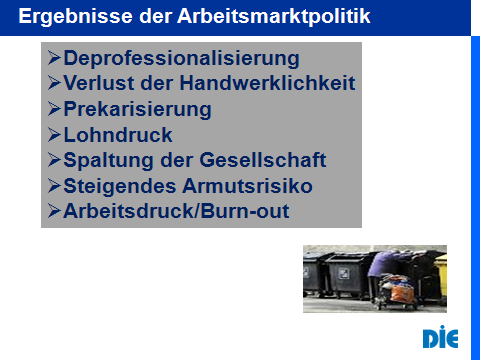 Ergebnisse der Arbeitsmarktpolitik
➢Deprofessionalisierung
➢Verlust der Handwerklichkeit
➢Prekarisierung
➢Lohndruck
➢Spaltung der Gesellschaft
➢Steigendes Armutsrisiko
➢Arbeitsdruck/Burn-out
DIE